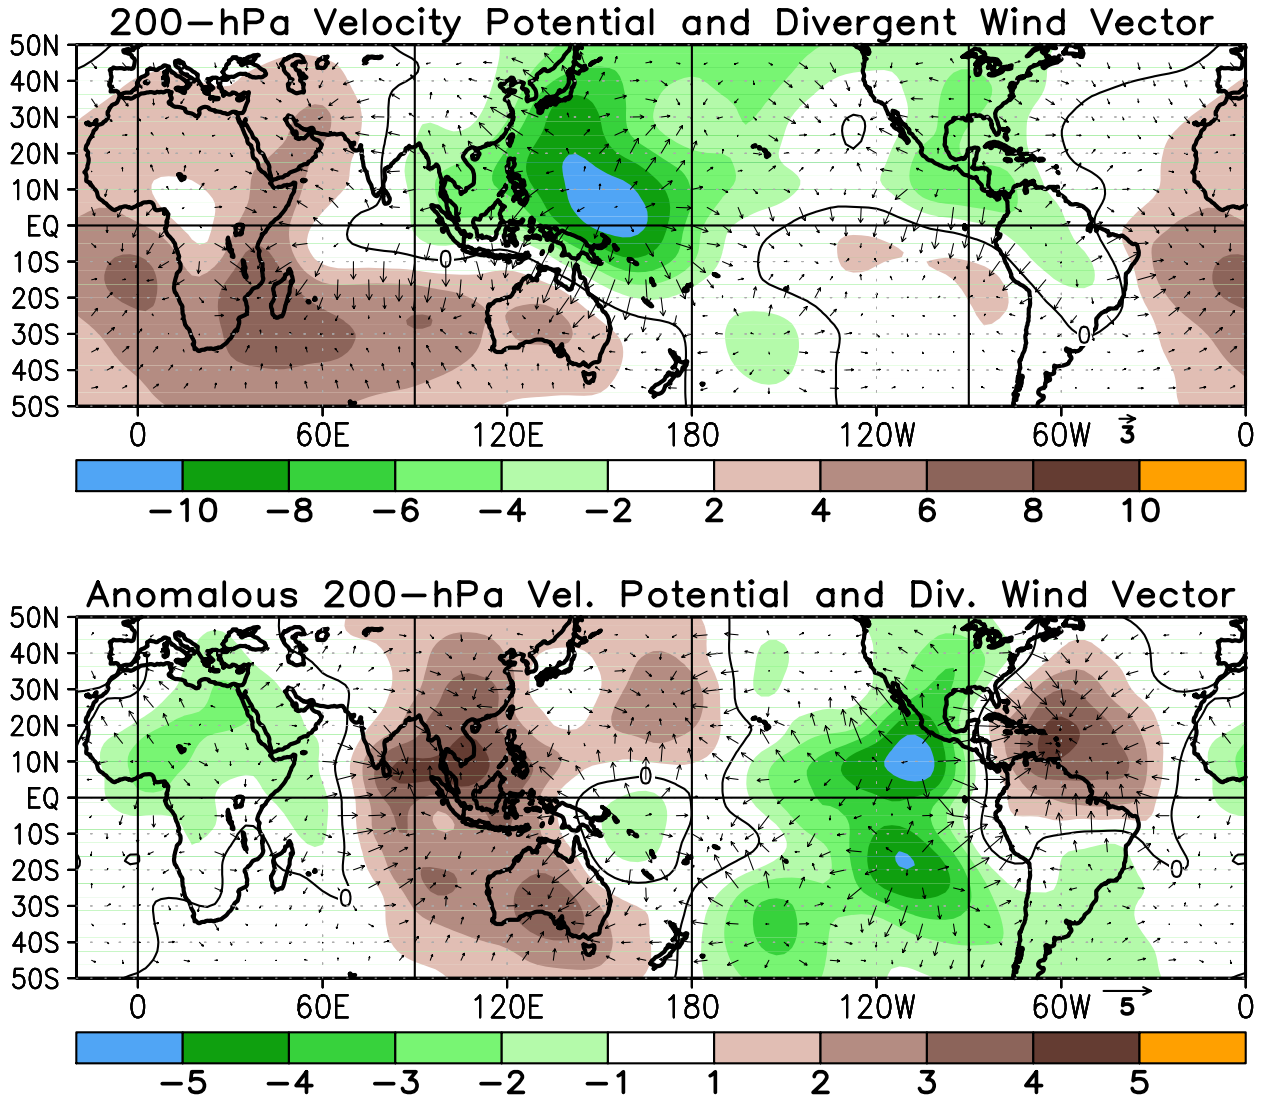 200-hPa Velocity Potential and Divergent Wind Vector
50N
40N
30N
20N
10N
EQ
10S
20S
30S
40S
50S
0
0
0 60E 120E 180 120W 60W 0
3
-10 -8 -6 -4 -2 2 4 6 8 10
Anomalous 200-hPa Vel. Potential and Div. Wind Vector
50N
40N
30N
20N
10N
EQ
10S
20S
30S
40S
50S
0
0
0
0 60E 120E 180 120W 60W 0
5
-5 -4 -3 -2 -1 1 2 3 4 5